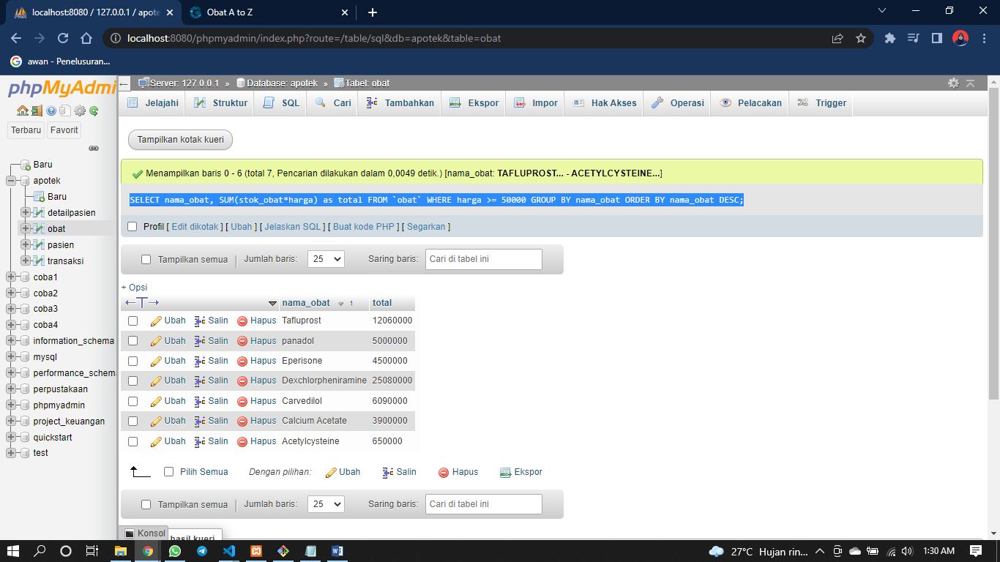 localhost:8080 / 127.0.0.1 / apote
Obat A to Z
localhost:8080/phpmyadmin/index.php?route=/table/sql&db=apotek&table=obat
awan - Penelusuran...
phpMyAdmi
Terbaru Favorit
Baru
apotek
Baru
detailpasien
obat
pasien
transaksi
coba1
coba2
coba3
coba4
information_schema
mysql
performance_schema
perpustakaan
phpmyadmin
project_keuangan
quickstart
test
Server: 127.0.0.1 » Database: apotek » Tabel: obat
Jelajahi Struktur SQL Cari Tambahkan Ekspor Impor Hak Akses Operasi Pelacakan Trigger
Tampilkan kotak kueri
Menampilkan baris 0 - 6 (total 7, Pencarian dilakukan dalam 0,0049 detik.) [nama_obat: TAFLUPROST... - ACETYLCYSTEINE...]
SELECT nama_obat, SUM(stok_obat*harga) as total FROM `obat` WHERE harga >= 50000 GROUP BY nama_obat ORDER BY nama_obat DESC;
Profil [ Edit dikotak ] [ Ubah ] [ Jelaskan SQL ] [ Buat kode PHP ] [ Segarkan ]
Tampilkan semua | Jumlah baris: 25 Saring baris: Cari di tabel ini
+ Opsi
nama_obat 1 total
Ubah Salin Hapus Tafluprost 12060000
Ubah Salin Hapus panadol 5000000
Ubah Salin Hapus Eperisone 4500000
Ubah Salin Hapus Dexchlorpheniramine 25080000
Ubah Salin Hapus Carvedilol 6090000
Ubah Salin Hapus Calcium Acetate 3900000
Ubah Salin Hapus Acetylcysteine 650000
Pilih Semua Dengan pilihan: Ubah Salin Hapus Ekspor
Tampilkan semua | Jumlah baris: 25 Saring baris: Cari di tabel ini
Konsol hasil kueri
27°C Hujan rin... 1:30 AM